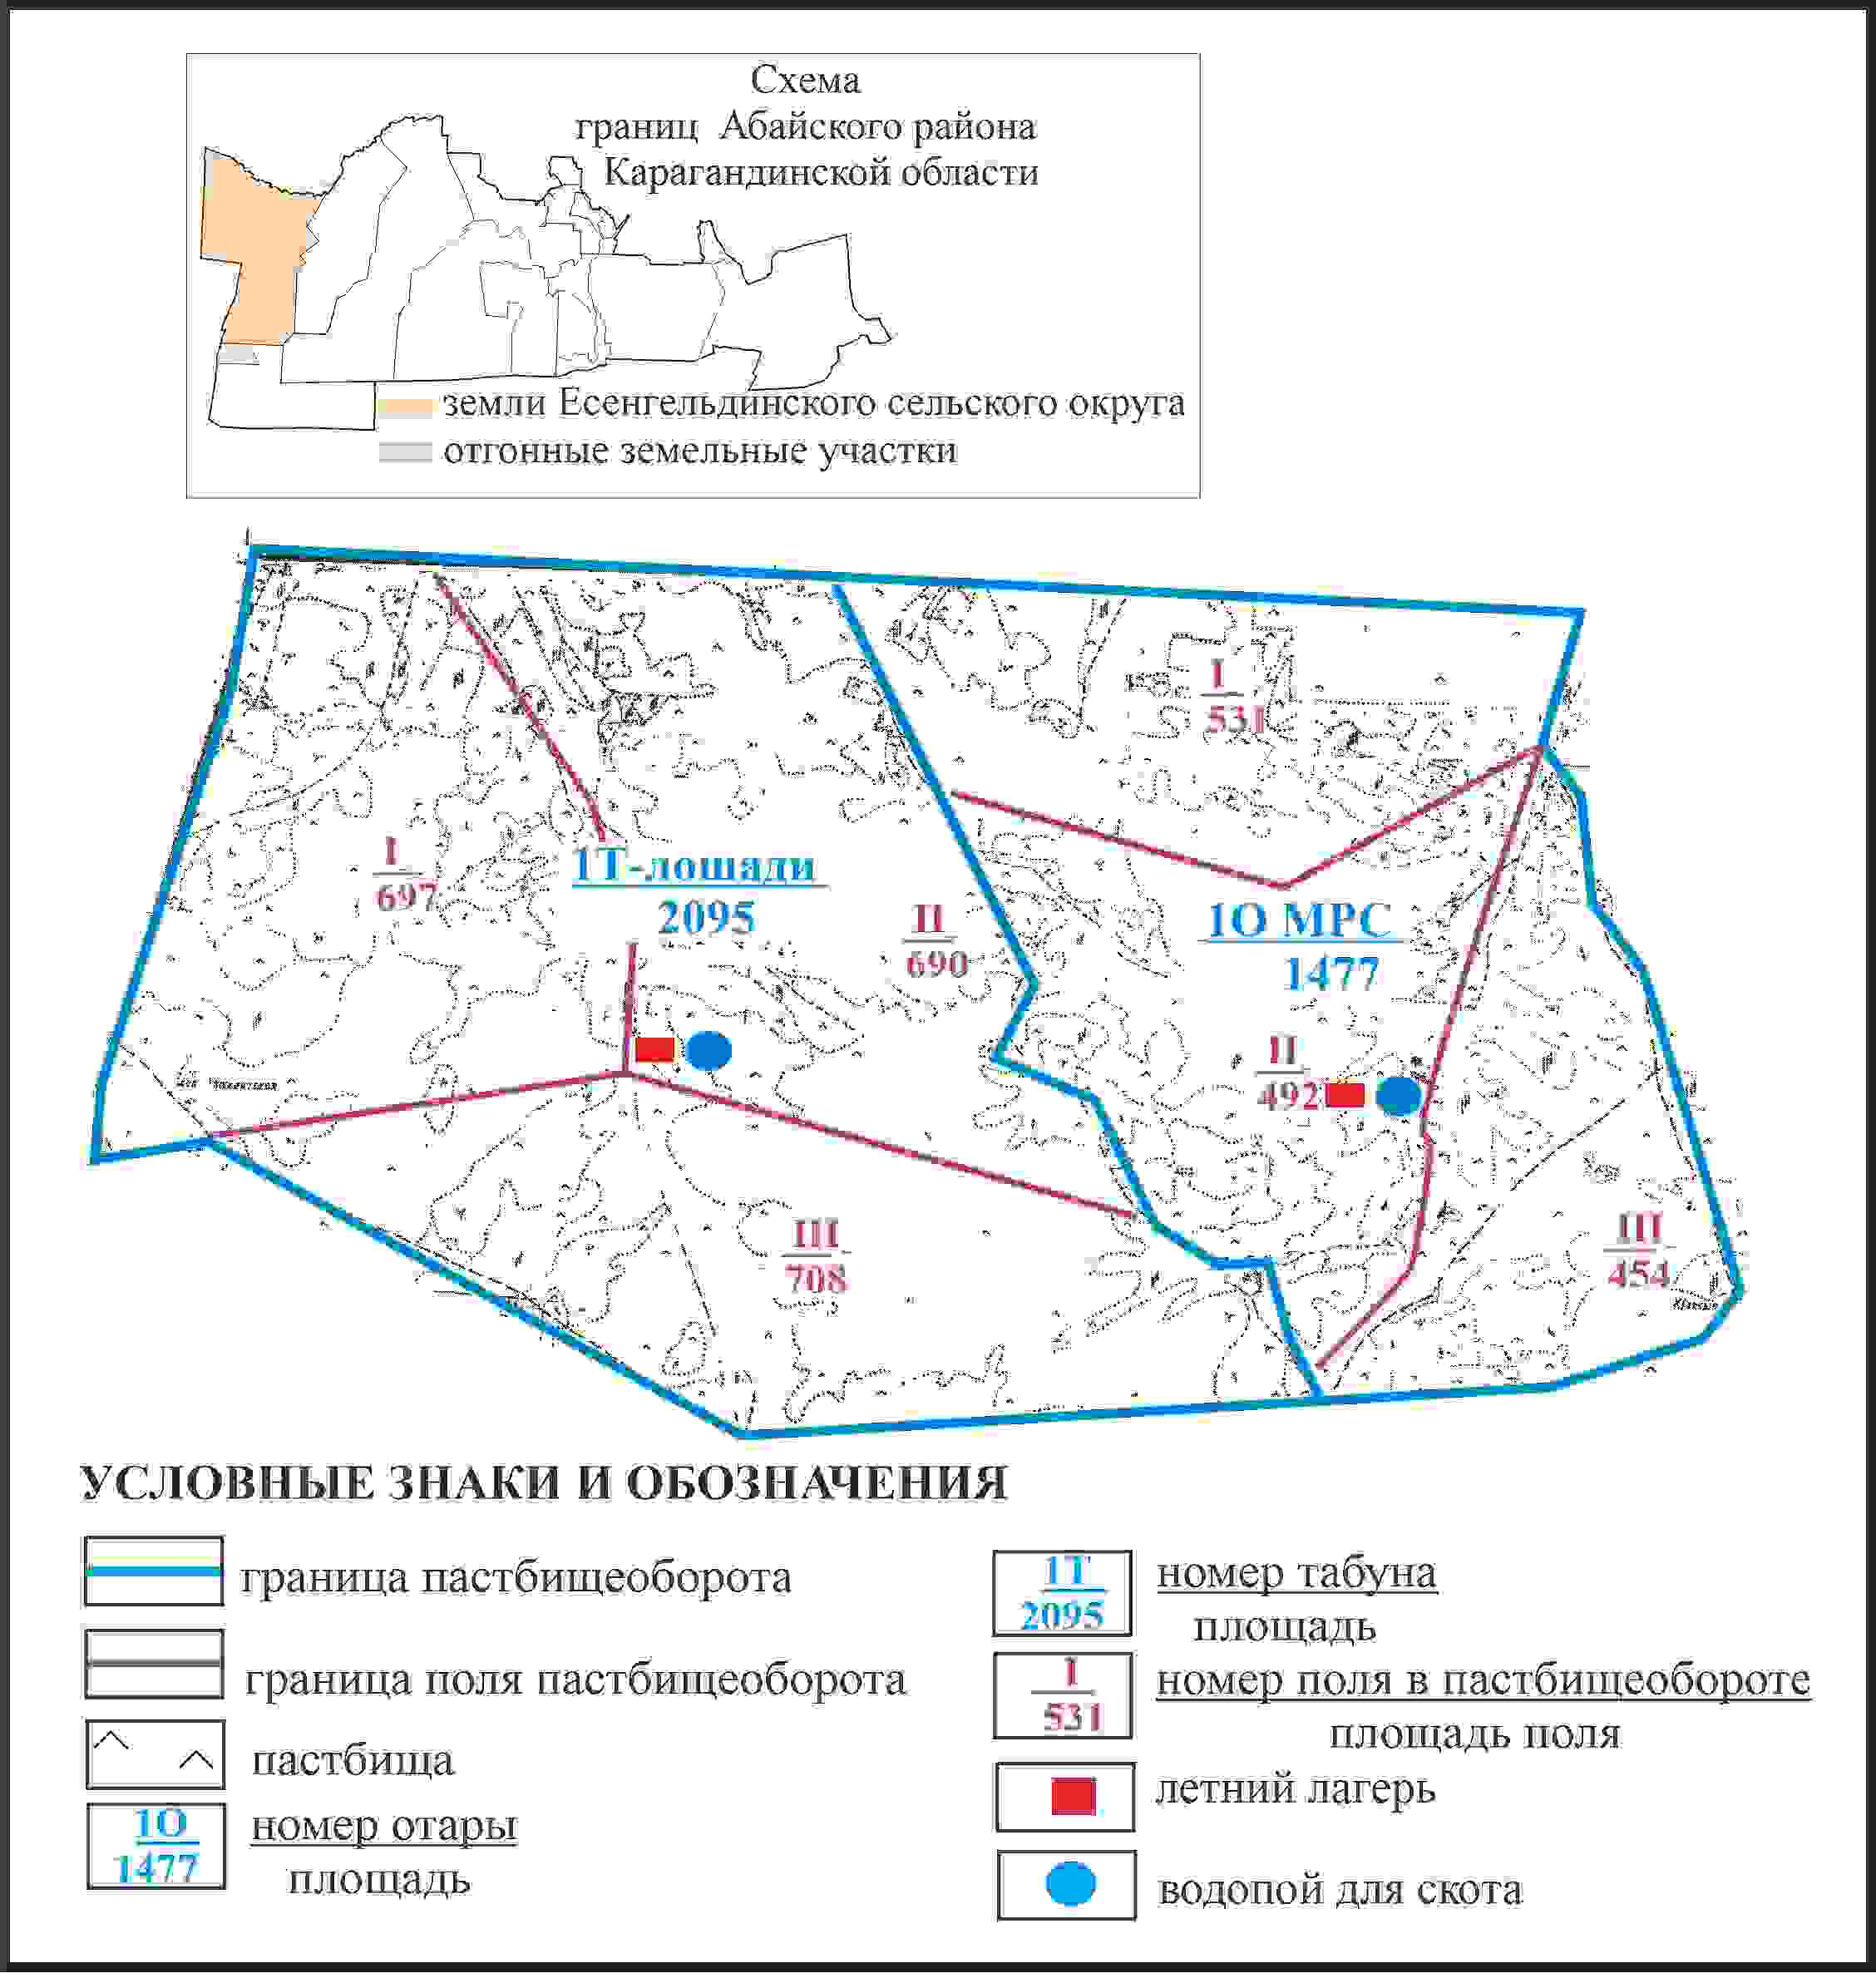 Схема
границ Абайского района
Карагандинской области
земли Есенгельдинского сельского округа
отгонные земельные участки
I
531
I
697
1Т-лошади
2095
II
690
1О МРС
1477
II
492
III
708
III
454
УСЛОВНЫЕ ЗНАКИ И ОБОЗНАЧЕНИЯ
граница пастбищеоборота
граница поля пастбищеоборота
пастбища
1О
1477
номер отары
площадь
1Т
2095
номер табуна
площадь
I
531
номер поля в пастбищеобороте
площадь поля
летний лагерь
водопой для скота